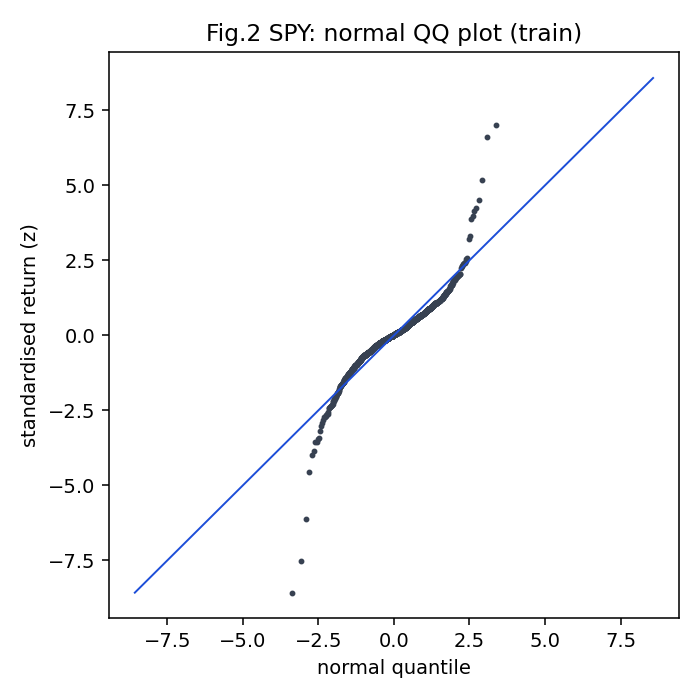 Fig.2 SPY: normal QQ plot (train)
standardised return (z)
7.5
5.0
2.5
0.0
−2.5
−5.0
−7.5
−7.5 −5.0 −2.5 0.0 2.5 5.0 7.5
normal quantile